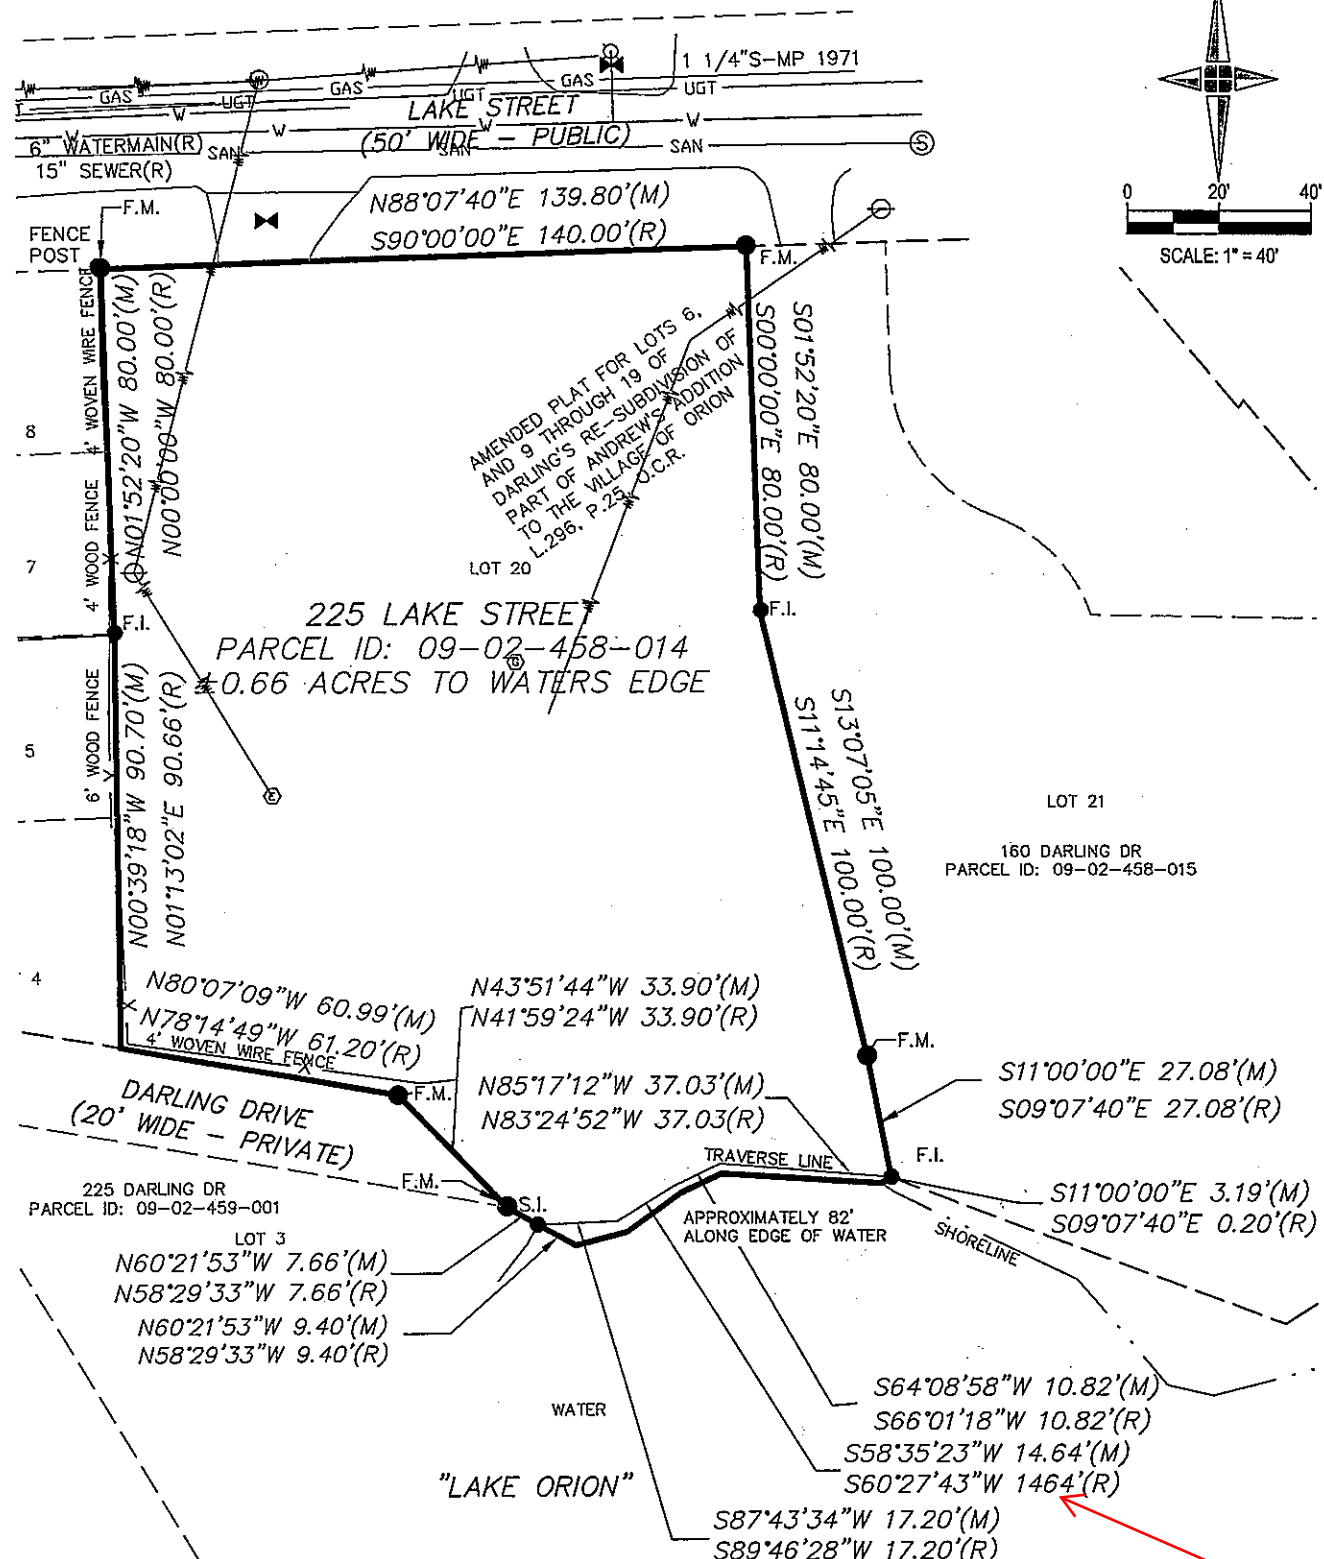 1 1/4"S-MP 1971
GAS
UGT
GAS
UGT
GAS
UGT
T
LAKE STREET
(50' WIDE - PUBLIC)
W
W
W
W
W
6" WATERMAIN(R)
SAN
SAN
SAN
S
15" SEWER(R)
0 20' 40'
SCALE: 1" = 40'
F.M.
FENCE
POST
N88°07'40"E 139.80'(M)
S90°00'00"E 140.00'(R)
F.M.
4' WOVEN WIRE FENCE
N01°52'20"W 80.00'(M)
N00°00'00"W 80.00'(R)
AMENDED PLAT FOR LOTS 6,
AND 9 THROUGH 19 OF
DARLING'S RE-SUBDIVISION OF
PART OF ANDREW'S ADDITION
TO THE VILLAGE OF ORION
L.296, P.25, O.C.R.
S01°52'20"E 80.00'(M)
S00°00'00"E 80.00'(R)
8
4' WOOD FENCE
7
LOT 20
F.I.
F.I.
225 LAKE STREET
PARCEL ID: 09-02-458-014
±0.66 ACRES TO WATERS EDGE
6' WOOD FENCE
5
N00°39'18"W 90.70'(M)
N01°13'02"E 90.66'(R)
S13°07'05"E 100.00'(M)
S11°14'45"E 100.00'(R)
LOT 21
160 DARLING DR
PARCEL ID: 09-02-458-015
4
N80°07'09"W 60.99'(M)
N78°14'49"W 61.20'(R)
4' WOVEN WIRE FENCE
N43°51'44"W 33.90'(M)
N41°59'24"W 33.90'(R)
F.M.
F.M.
N85°17'12"W 37.03'(M)
N83°24'52"W 37.03(R)
S11°00'00"E 27.08'(M)
S09°07'40"E 27.08'(R)
DARLING DRIVE
(20' WIDE - PRIVATE)
TRAVERSE LINE
F.I.
F.M.
S.I.
225 DARLING DR
PARCEL ID: 09-02-459-001
LOT 3
APPROXIMATELY 82'
ALONG EDGE OF WATER
SHORELINE
S11°00'00"E 3.19'(M)
S09°07'40"E 0.20'(R)
N60°21'53"W 7.66'(M)
N58°29'33"W 7.66'(R)
N60°21'53"W 9.40'(M)
N58°29'33"W 9.40'(R)
WATER
"LAKE ORION"
S64°08'58"W 10.82'(M)
S66°01'18"W 10.82'(R)
S58°35'23"W 14.64'(M)
S60°27'43"W 1464'(R)
S87°43'34"W 17.20'(M)
S89°46'28"W 17.20'(R)